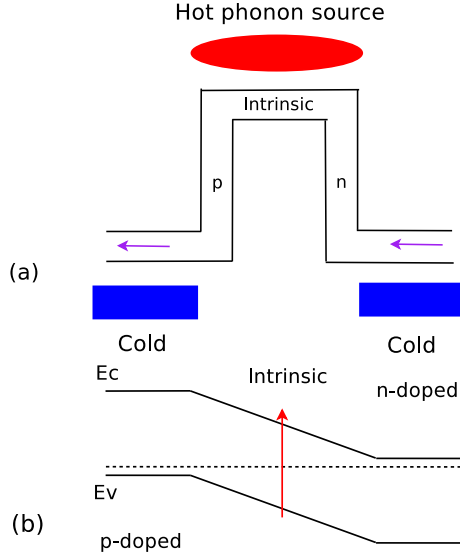 Hot phonon source
Intrinsic
p
n
(a)
Cold
Cold
Ec
Intrinsic
n-doped
Ev
(b)
p-doped